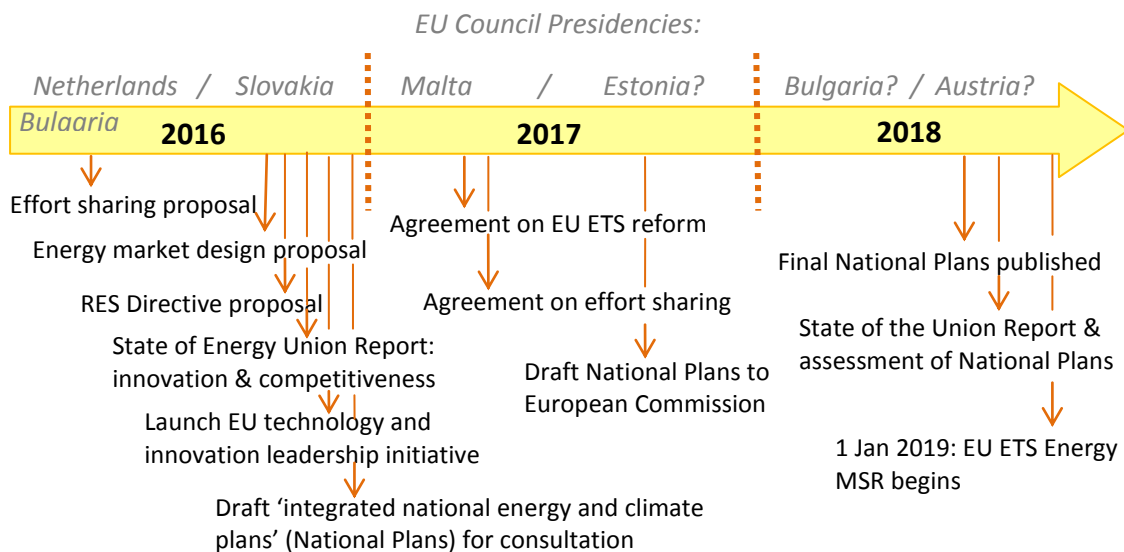 EU Council Presidencies:
Netherlands / Slovakia
Malta / Estonia?
Bulgaria? / Austria?
Bulaaria
2016
2017
2018
Effort sharing proposal
Energy market design proposal
RES Directive proposal
State of Energy Union Report:
innovation & competitiveness
Launch EU technology and
innovation leadership initiative
Draft ‘integrated national energy and climate
plans’ (National Plans) for consultation
Agreement on EU ETS reform
Agreement on effort sharing
Draft National Plans to
European Commission
Final National Plans published
State of the Union Report &
assessment of National Plans
1 Jan 2019: EU ETS Energy
MSR begins